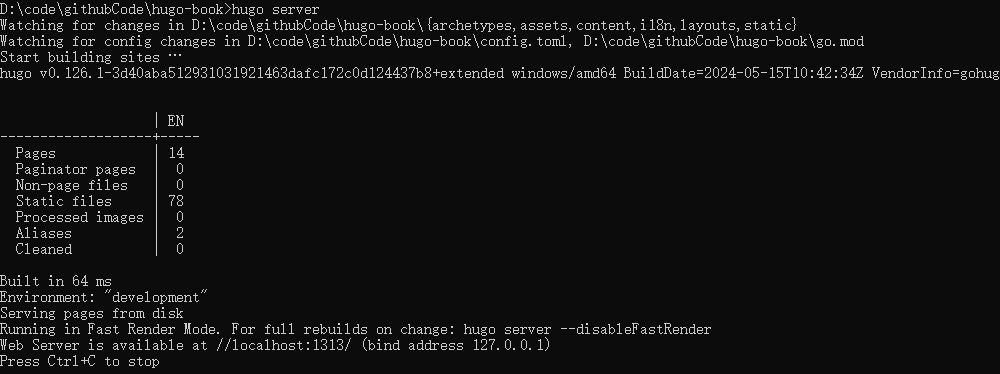 D:\code\githubCode\hugo-book>hugo server
Watching for changes in D:\code\githubCode\hugo-book\{archetypes,assets,content,i18n,layouts,static}
Watching for config changes in D:\code\githubCode\hugo-book\config.toml, D:\code\githubCode\hugo-book\go.mod
Start building sites …
hugo v0.126.1-3d40aba512931031921463dafc172c0d124437b8+extended windows/amd64 BuildDate=2024-05-15T10:42:34Z VendorInfo=gohug
                   | EN
-------------------+-----
  Pages            | 14
  Paginator pages  |  0
  Non-page files   |  0
  Static files     | 78
  Processed images |  0
  Aliases          |  2
  Cleaned          |  0
Built in 64 ms
Environment: "development"
Serving pages from disk
Running in Fast Render Mode. For full rebuilds on change: hugo server --disableFastRender
Web Server is available at //localhost:1313/ (bind address 127.0.0.1)
Press Ctrl+C to stop